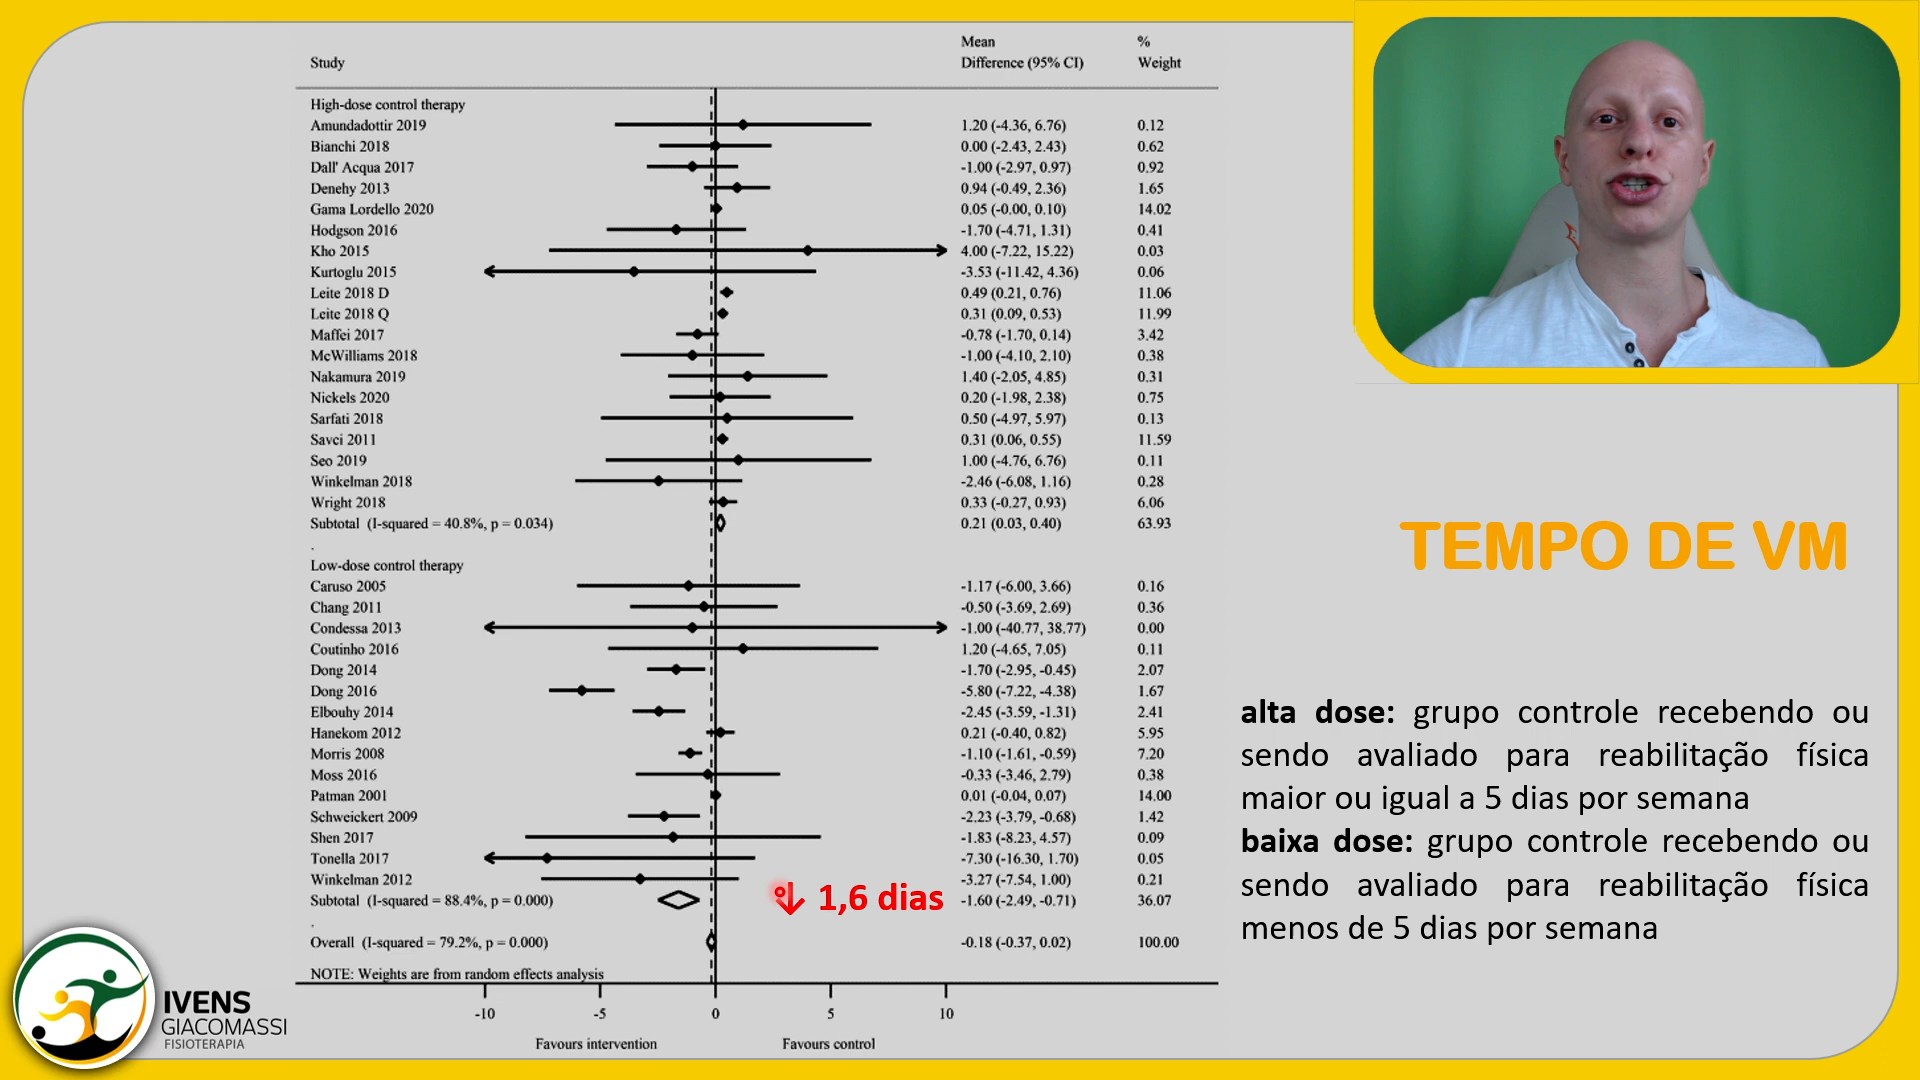 Mean %
Study Difference (95% CI) Weight
High-dose control therapy
Amundadottir 2019 1.20 (-4.36, 6.76) 0.12
Bianchi 2018 0.00 (-2.43, 2.43) 0.62
Dall' Acqua 2017 -1.00 (-2.97, 0.97) 0.92
Denehy 2013 0.94 (-0.49, 2.36) 1.65
Gama Lordello 2020 0.05 (-0.00, 0.10) 14.02
Hodgson 2016 -1.70 (-4.71, 1.31) 0.41
Kho 2015 4.00 (-7.22, 15.22) 0.03
Kurtoglu 2015 -3.53 (-11.42, 4.36) 0.06
Leite 2018 D 0.49 (0.21, 0.76) 11.06
Leite 2018 Q 0.31 (0.09, 0.53) 11.99
Maffei 2017 -0.78 (-1.70, 0.14) 3.42
McWilliams 2018 -1.00 (-4.10, 2.10) 0.38
Nakamura 2019 1.40 (-2.05, 4.85) 0.31
Nickels 2020 0.20 (-1.98, 2.38) 0.75
Sarfati 2018 0.50 (-4.97, 5.97) 0.13
Savci 2011 0.31 (0.06, 0.55) 11.59
Seo 2019 1.00 (-4.76, 6.76) 0.11
Winkelman 2018 -2.46 (-6.08, 1.16) 0.28
Wright 2018 0.33 (-0.27, 0.93) 6.06
Subtotal (I-squared = 40.8%, p = 0.034) 0.21 (0.03, 0.40) 63.93
.
Low-dose control therapy
Caruso 2005 -1.17 (-6.00, 3.66) 0.16
Chang 2011 -0.50 (-3.69, 2.69) 0.36
Condessa 2013 -1.00 (-40.77, 38.77) 0.00
Coutinho 2016 1.20 (-4.65, 7.05) 0.11
Dong 2014 -1.70 (-2.95, -0.45) 2.07
Dong 2016 -5.80 (-7.22, -4.38) 1.67
Elbouhy 2014 -2.45 (-3.59, -1.31) 2.41
Hanekom 2012 0.21 (-0.40, 0.82) 5.95
Morris 2008 -1.10 (-1.61, -0.59) 7.20
Moss 2016 -0.33 (-3.46, 2.79) 0.38
Patman 2001 0.01 (-0.04, 0.07) 14.00
Schweickert 2009 -2.23 (-3.79, -0.68) 1.42
Shen 2017 -1.83 (-8.23, 4.57) 0.09
Tonella 2017 -7.30 (-16.30, 1.70) 0.05
Winkelman 2012 -3.27 (-7.54, 1.00) 0.21
Subtotal (I-squared = 88.4%, p = 0.000) ↓ 1,6 dias -1.60 (-2.49, -0.71) 36.07
.
Overall (I-squared = 79.2%, p = 0.000) -0.18 (-0.37, 0.02) 100.00
NOTE: Weights are from random effects analysis
-10 -5 0 5 10
Favours intervention Favours control
TEMPO DE VM
alta dose: grupo controle recebendo ou
sendo avaliado para reabilitação física
maior ou igual a 5 dias por semana
baixa dose: grupo controle recebendo ou
sendo avaliado para reabilitação física
menos de 5 dias por semana
IVENS
GIACOMASSI
FISIOTERAPIA